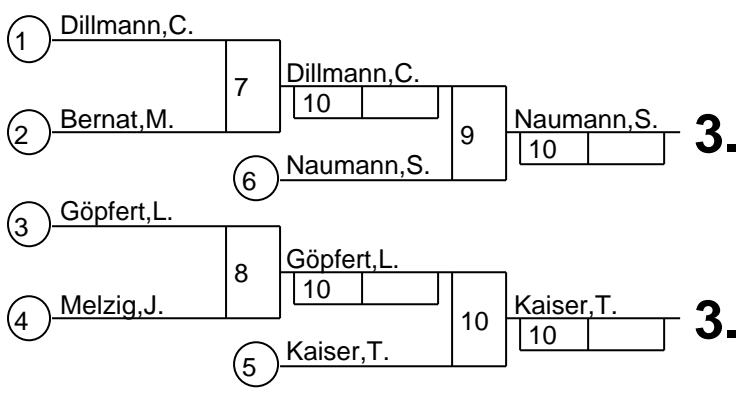 1 Dillmann,C.
7 Dillmann,C.
10
2 Bernat,M.
9 Naumann,S. 3.
10
6 Naumann,S.
3 Göpfert,L.
8 Göpfert,L.
10
4 Melzig,J.
10 Kaiser,T. 3.
10
5 Kaiser,T.